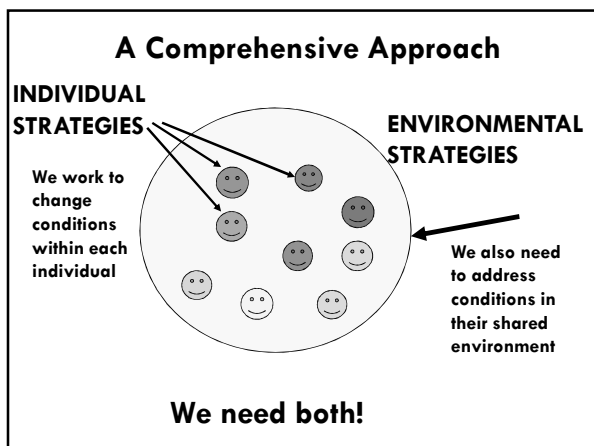 A Comprehensive Approach
INDIVIDUAL
STRATEGIES
We work to
change
conditions
within each
individual
ENVIRONMENTAL
STRATEGIES
We also need
to address
conditions in
their shared
environment
We need both!